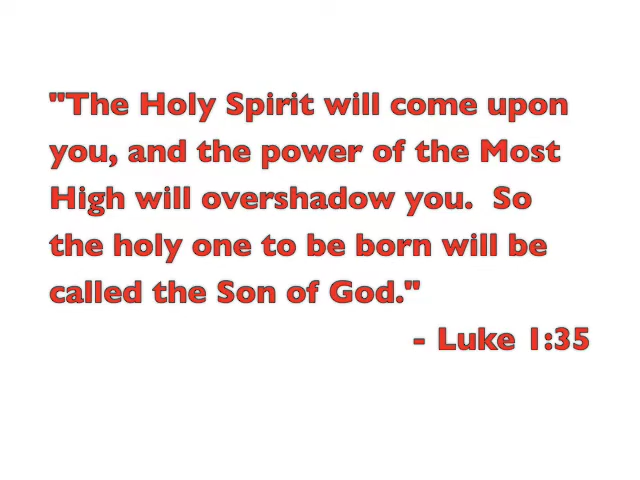 "The Holy Spirit will come upon
you, and the power of the Most
High will overshadow you.  So
the holy one to be born will be
called the Son of God."
- Luke 1:35